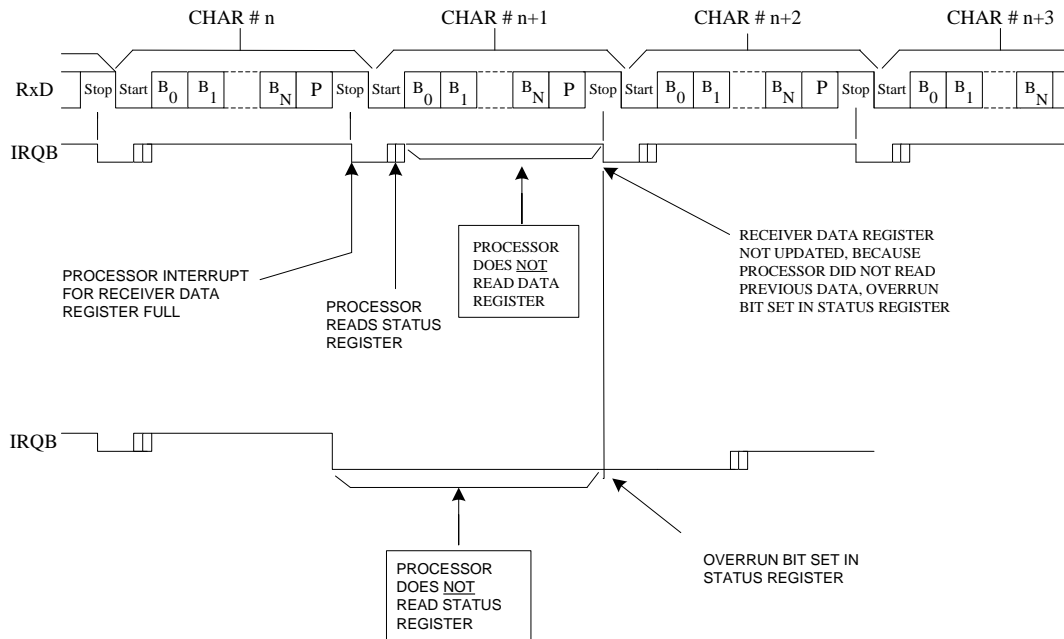 CHAR # n CHAR # n+1 CHAR # n+2 CHAR # n+3
RxD Stop Start B0 B1 BN P Stop Start B0 B1 BN P Stop Start B0 B1 BN P Stop Start B0 B1 BN
IRQB
PROCESSOR INTERRUPT
FOR RECEIVER DATA
REGISTER FULL
PROCESSOR
READS STATUS
REGISTER
PROCESSOR
DOES NOT
READ DATA
REGISTER
RECEIVER DATA REGISTER
NOT UPDATED, BECAUSE
PROCESSOR DID NOT READ
PREVIOUS DATA, OVERRUN
BIT SET IN STATUS REGISTER
IRQB
PROCESSOR
DOES NOT
READ STATUS
REGISTER
OVERRUN BIT SET IN
STATUS REGISTER